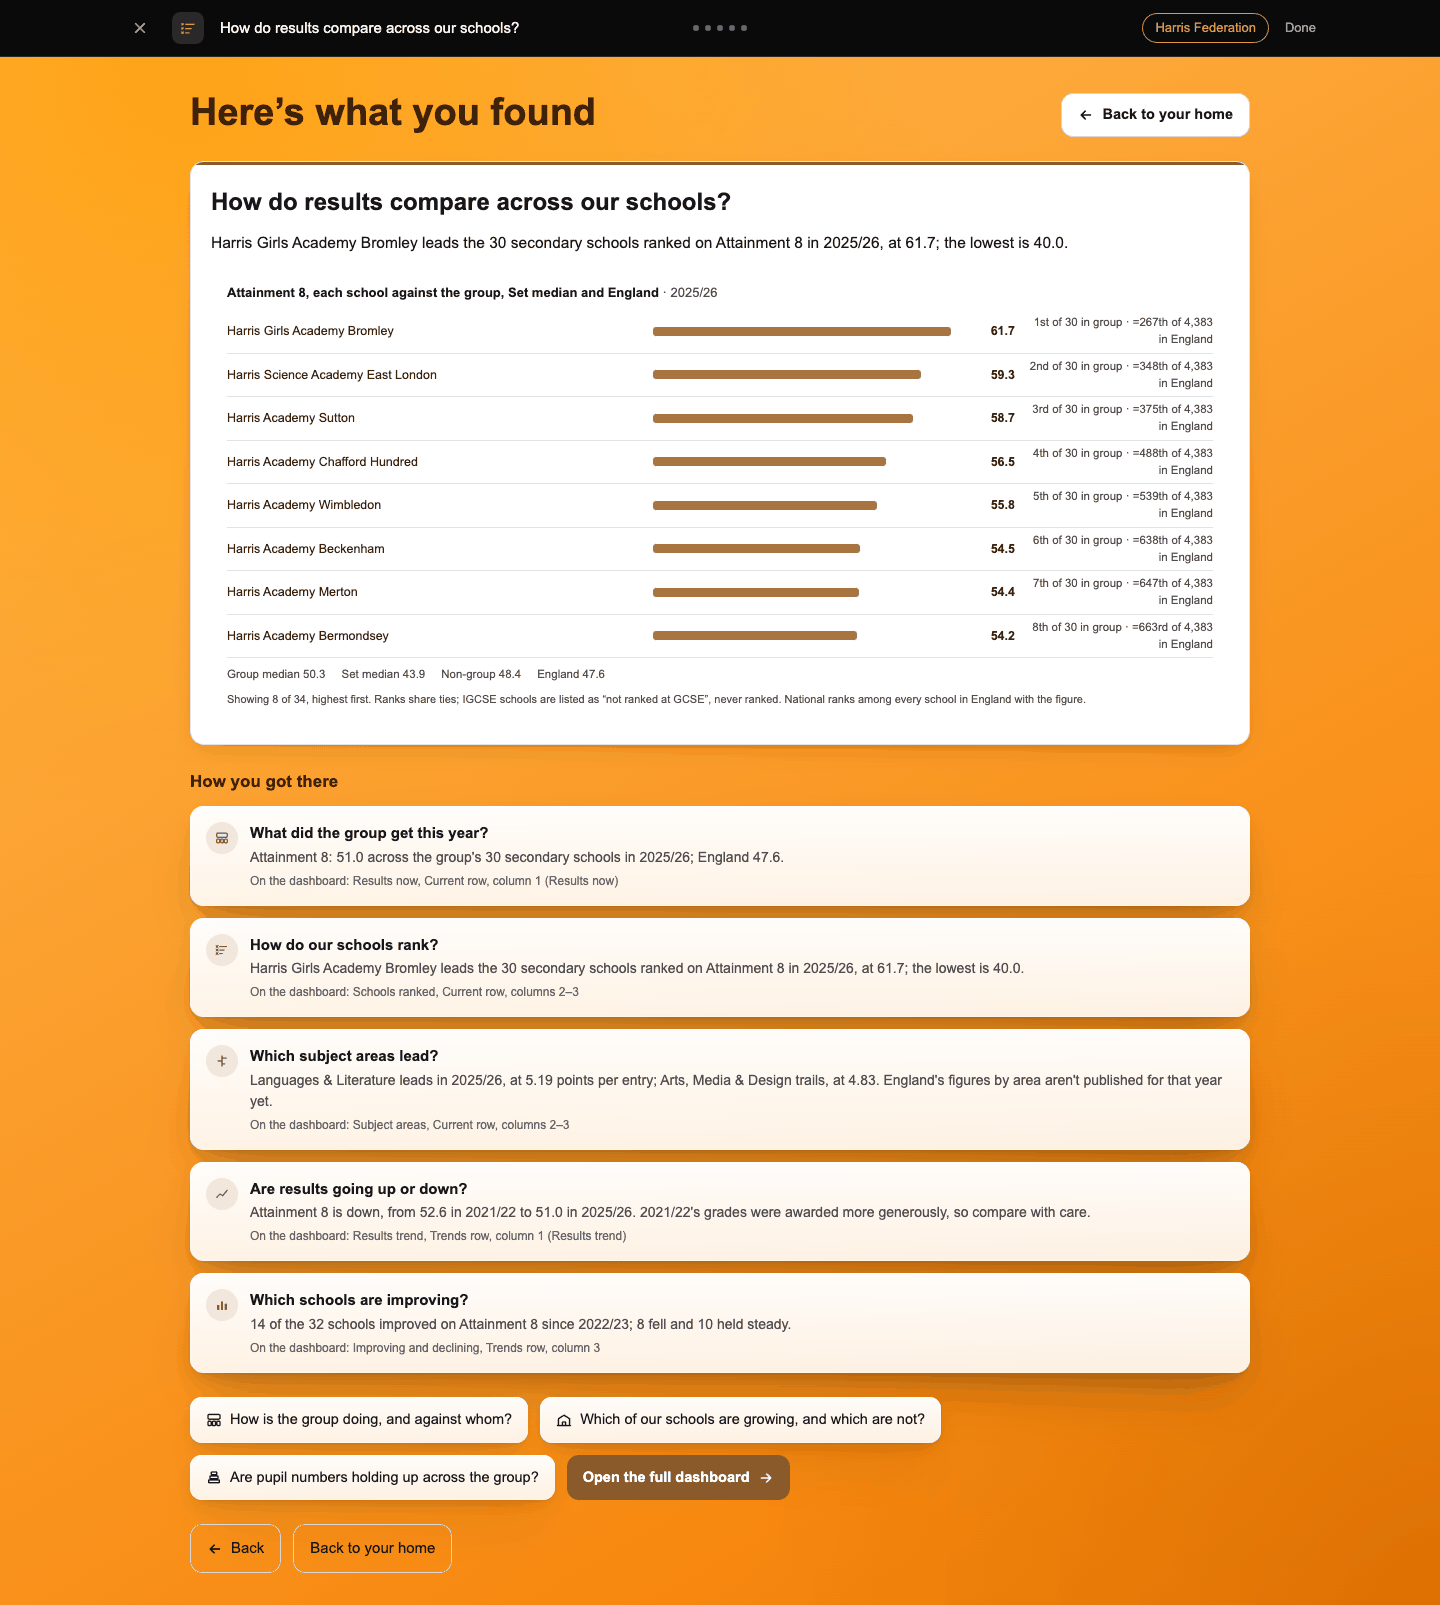 How do results compare across our schools?
Harris Federation
Done
Here’s what you found
Back to your home
How do results compare across our schools?
Harris Girls Academy Bromley leads the 30 secondary schools ranked on Attainment 8 in 2025/26, at 61.7; the lowest is 40.0.
Attainment 8, each school against the group, Set median and England · 2025/26
Harris Girls Academy Bromley 61.7 1st of 30 in group · =267th of 4,383
in England
Harris Science Academy East London 59.3 2nd of 30 in group · =348th of 4,383
in England
Harris Academy Sutton 58.7 3rd of 30 in group · =375th of 4,383
in England
Harris Academy Chafford Hundred 56.5 4th of 30 in group · =488th of 4,383
in England
Harris Academy Wimbledon 55.8 5th of 30 in group · =539th of 4,383
in England
Harris Academy Beckenham 54.5 6th of 30 in group · =638th of 4,383
in England
Harris Academy Merton 54.4 7th of 30 in group · =647th of 4,383
in England
Harris Academy Bermondsey 54.2 8th of 30 in group · =663rd of 4,383
in England
Group median 50.3 Set median 43.9 Non-group 48.4 England 47.6
Showing 8 of 34, highest first. Ranks share ties; IGCSE schools are listed as “not ranked at GCSE”, never ranked. National ranks among every school in England with the figure.
How you got there
What did the group get this year?
Attainment 8: 51.0 across the group's 30 secondary schools in 2025/26; England 47.6.
On the dashboard: Results now, Current row, column 1 (Results now)
How do our schools rank?
Harris Girls Academy Bromley leads the 30 secondary schools ranked on Attainment 8 in 2025/26, at 61.7; the lowest is 40.0.
On the dashboard: Schools ranked, Current row, columns 2–3
Which subject areas lead?
Languages & Literature leads in 2025/26, at 5.19 points per entry; Arts, Media & Design trails, at 4.83. England's figures by area aren't published for that year
yet.
On the dashboard: Subject areas, Current row, columns 2–3
Are results going up or down?
Attainment 8 is down, from 52.6 in 2021/22 to 51.0 in 2025/26. 2021/22's grades were awarded more generously, so compare with care.
On the dashboard: Results trend, Trends row, column 1 (Results trend)
Which schools are improving?
14 of the 32 schools improved on Attainment 8 since 2022/23; 8 fell and 10 held steady.
On the dashboard: Improving and declining, Trends row, column 3
How is the group doing, and against whom?
Which of our schools are growing, and which are not?
Are pupil numbers holding up across the group?
Open the full dashboard
Back
Back to your home